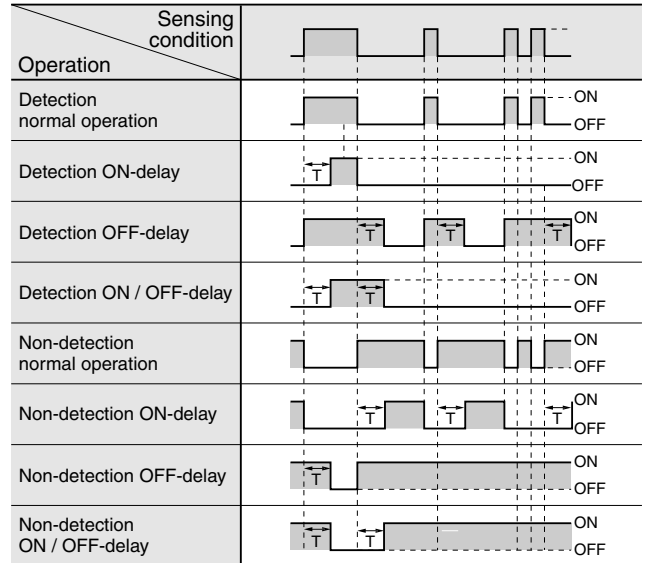 Sensing
condition
Operation
Detection
normal operation
ON
OFF
Detection ON-delay
T
ON
OFF
Detection OFF-delay
T T T
ON
OFF
Detection ON / OFF-delay
T T
ON
OFF
Non-detection
normal operation
ON
OFF
Non-detection ON-delay
T T T
ON
OFF
Non-detection OFF-delay
T
ON
OFF
Non-detection
ON / OFF-delay
T T
ON
OFF